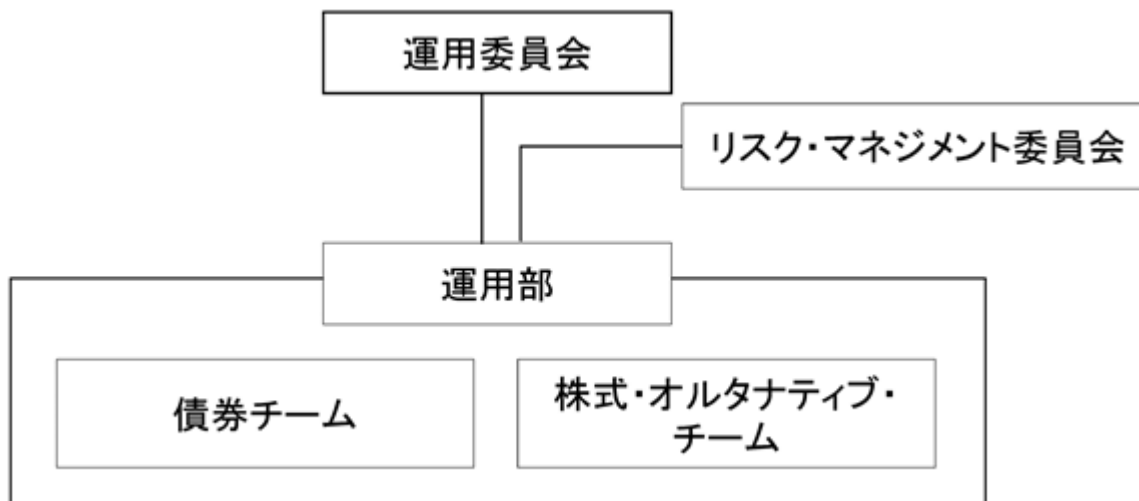 運用委員会
リスク・マネジメント委員会
運用部
債券チーム
株式・オルタナティブ・
チーム